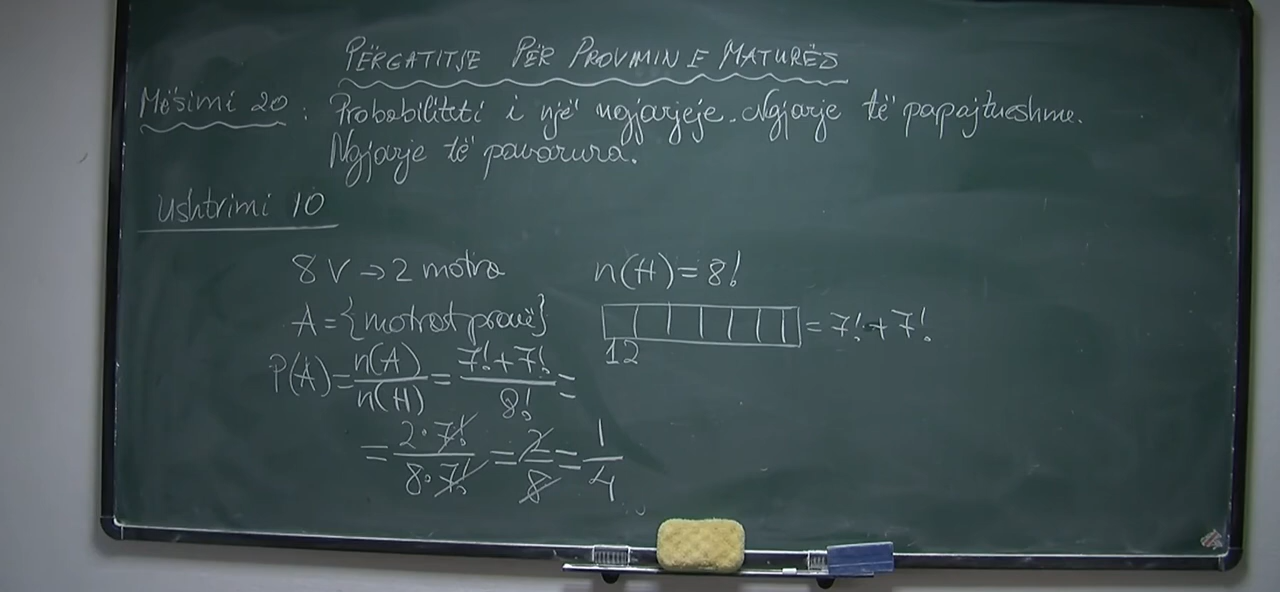 PËRGATITJE PËR PROVIMIN E MATURËS
Mësimi 20: Probabiliteti i një ngjarjeje. Ngjarje të papajtueshme.
Ngjarje të pavarura.
Ushtrimi 10
8 V → 2 motra n(H) = 8!
A = {motrat pranë} = 7! + 7!
12
P(A) = n(A)/n(H) = (7! + 7!)/8! =
= (2·7!)/(8·7!) = 2/8 = 1/4